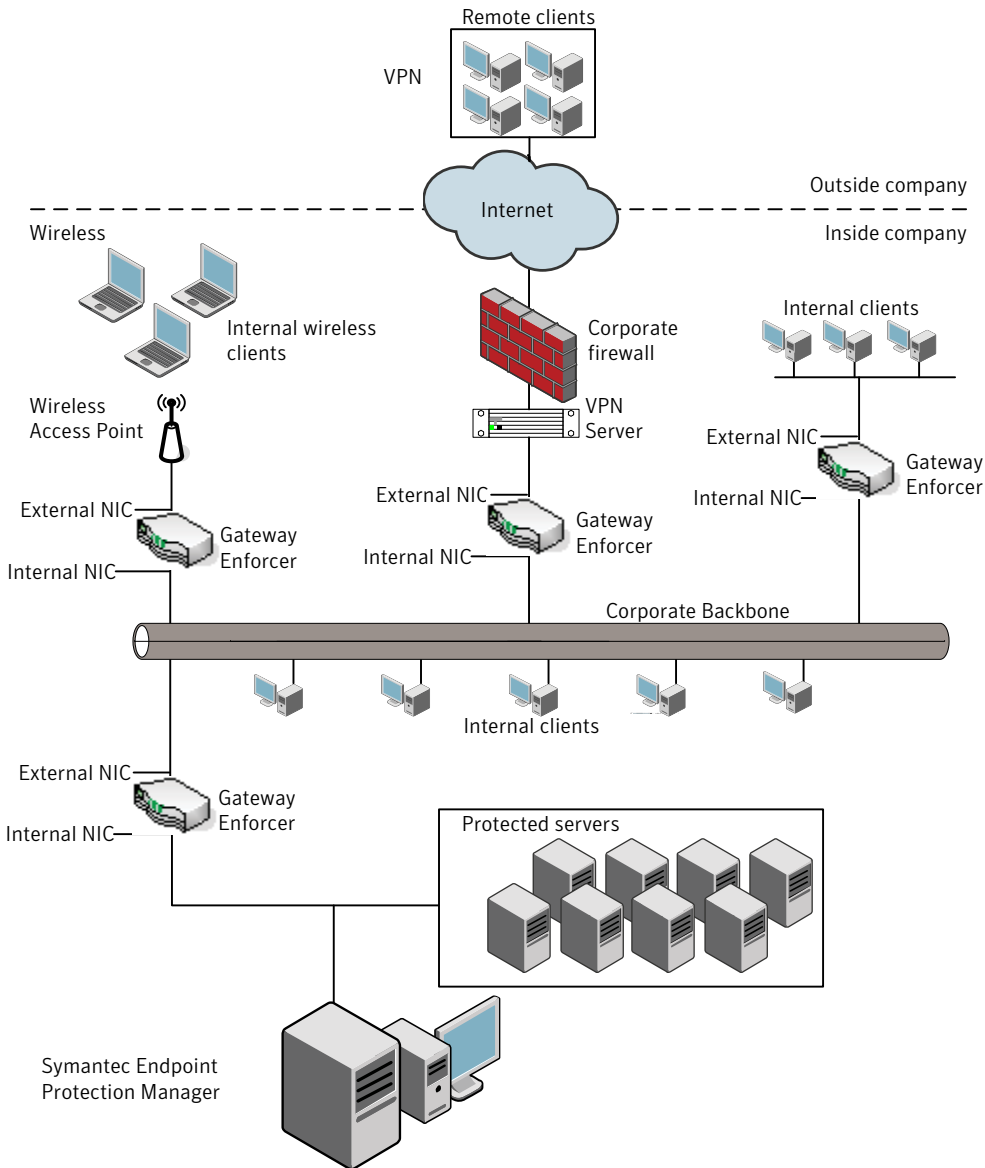 Remote clients
VPN
Internet
Outside company
Inside company
Wireless
Internal wireless
clients
Corporate
firewall
Internal clients
Wireless
Access Point
VPN
Server
External NIC
Gateway
Enforcer
Internal NIC
External NIC
Gateway
Enforcer
Internal NIC
External NIC
Gateway
Enforcer
Internal NIC
Corporate Backbone
Internal clients
External NIC
Gateway
Enforcer
Internal NIC
Protected servers
Symantec Endpoint
Protection Manager